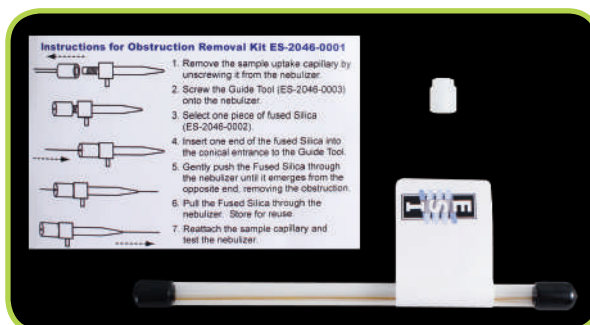 Instructions for Obstruction Removal Kit ES-2046-0001
1. Remove the sample uptake capillary by
unscrewing it from the nebulizer.
2. Screw the Guide Tool (ES-2046-0003)
onto the nebulizer.
3. Select one piece of fused Silica
(ES-2046-0002).
4. Insert one end of the fused Silica into
the conical entrance to the Guide Tool.
5. Gently push the Fused Silica through
the nebulizer until it emerges from the
opposite end, removing the obstruction.
6. Pull the Fused Silica through the
nebulizer. Store for reuse.
7. Reattach the sample capillary and
test the nebulizer.
ESI